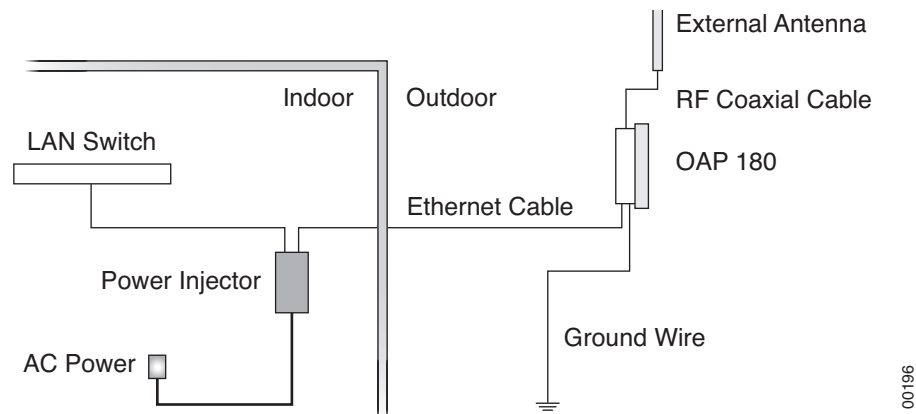 External Antenna
Indoor
Outdoor
RF Coaxial Cable
LAN Switch
OAP 180
Ethernet Cable
Power Injector
Ground Wire
AC Power
00196